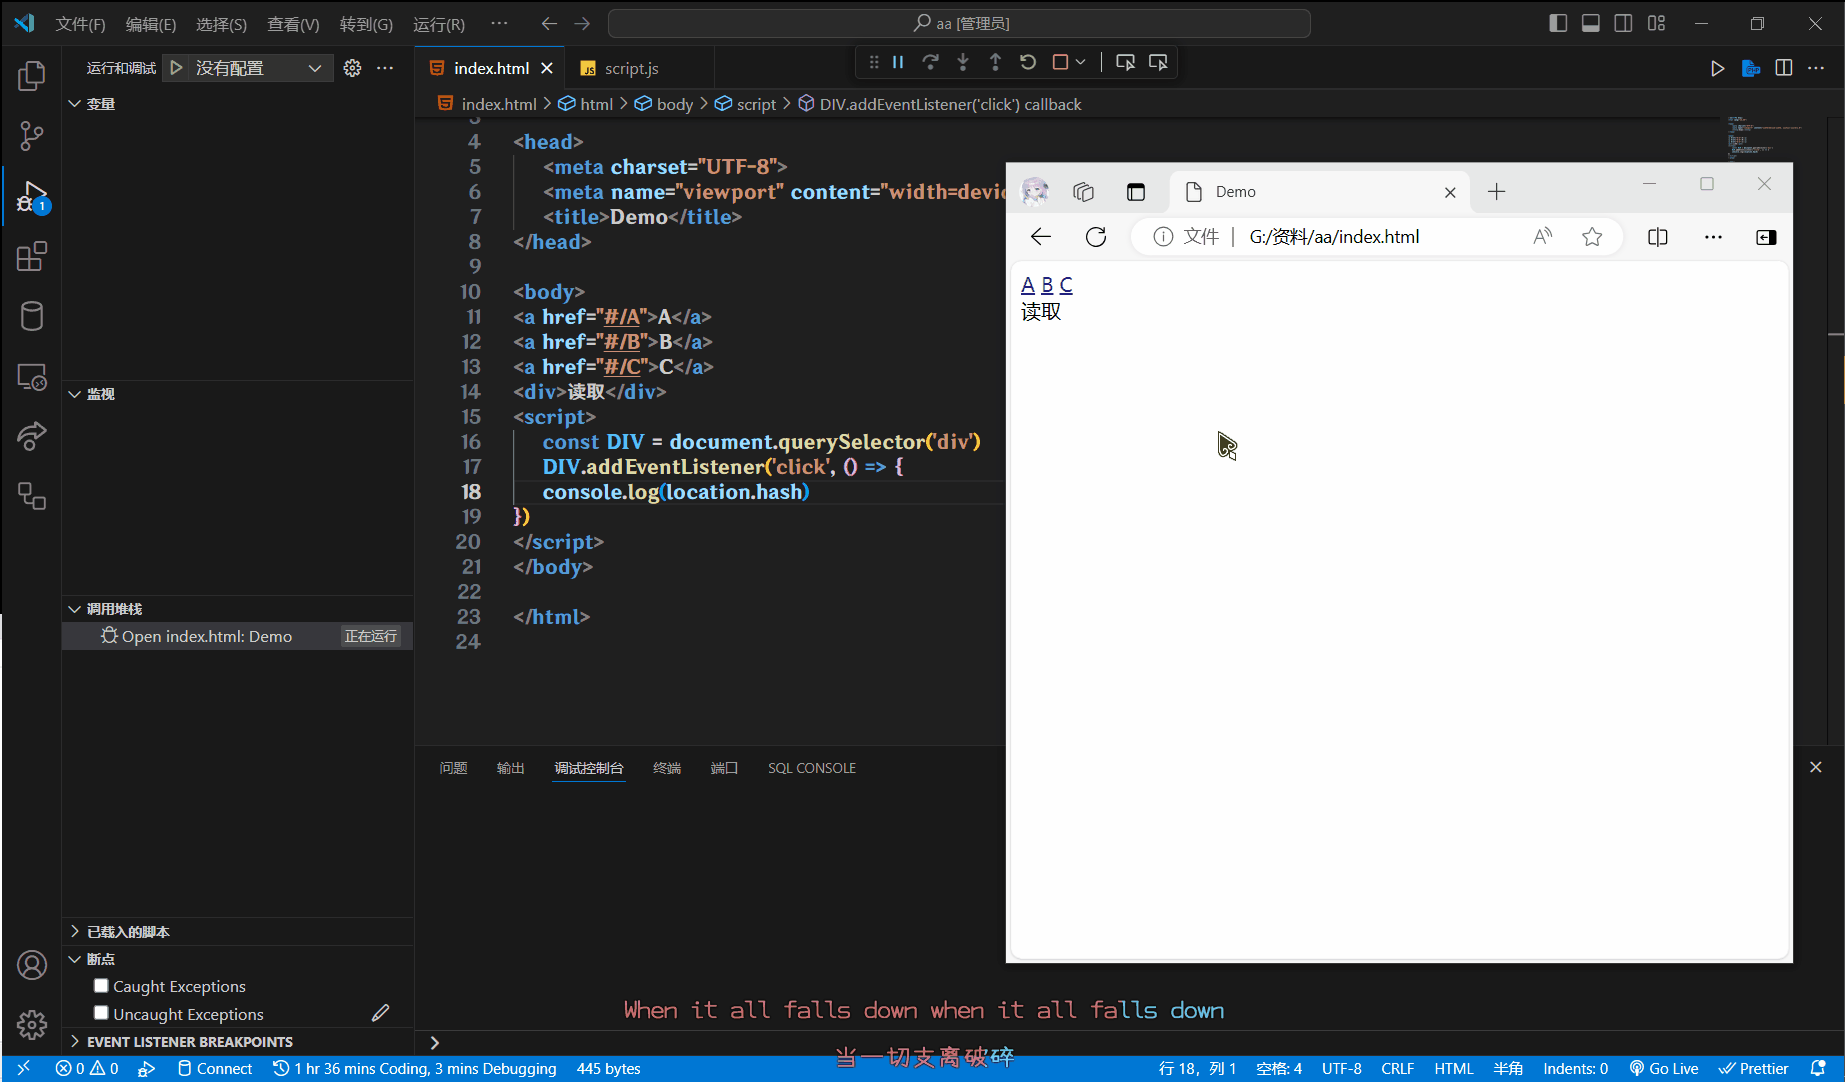 文件(F) 编辑(E) 选择(S) 查看(V) 转到(G) 运行(R) aa [管理员]
运行和调试 没有配置
index.html script.js
index.html > html > body > script > DIV.addEventListener('click') callback
变量
监视
调用堆栈
Open index.html: Demo 正在运行
已载入的脚本
断点
Caught Exceptions
Uncaught Exceptions
EVENT LISTENER BREAKPOINTS
3
4 <head>
5 <meta charset="UTF-8">
6 <meta name="viewport" content="width=devic
7 <title>Demo</title>
8 </head>
9
10 <body>
11 <a href="#/A">A</a>
12 <a href="#/B">B</a>
13 <a href="#/C">C</a>
14 <div>读取</div>
15 <script>
16 const DIV = document.querySelector('div')
17 DIV.addEventListener('click', () => {
18 console.log(location.hash)
19 })
20 </script>
21 </body>
22
23 </html>
24
Demo
文件 | G:/资料/aa/index.html
A B C
读取
问题 输出 调试控制台 终端 端口 SQL CONSOLE
When it all falls down when it all falls down
当一切支离破碎
1
0 0 Connect 1 hr 36 mins Coding, 3 mins Debugging 445 bytes 行 18，列 1 空格: 4 UTF-8 CRLF HTML 半角 Indents: 0 Go Live Prettier